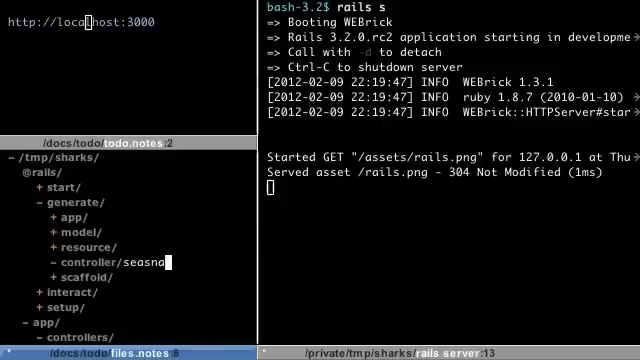 http://localhost:3000
/docs/todo/todo.notes:2
– /tmp/sharks/
@rails/
+ start/
– generate/
+ app/
+ model/
+ resource/
– controller/seasna
+ scaffold/
+ interact/
+ setup/
– app/
– controllers/
* /docs/todo/files.notes:8
bash-3.2$ rails s
=> Booting WEBrick
=> Rails 3.2.0.rc2 application starting in developme
=> Call with -d to detach
=> Ctrl-C to shutdown server
[2012-02-09 22:19:47] INFO  WEBrick 1.3.1
[2012-02-09 22:19:47] INFO  ruby 1.8.7 (2010-01-10)
[2012-02-09 22:19:47] INFO  WEBrick::HTTPServer#star
Started GET "/assets/rails.png" for 127.0.0.1 at Thu
Served asset /rails.png - 304 Not Modified (1ms)
* /private/tmp/sharks/rails server:13